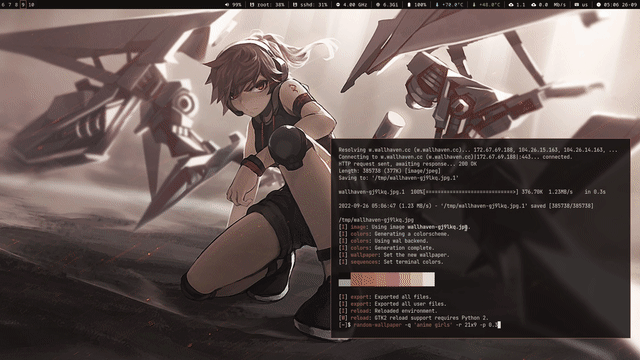 6 7 8 9 10
99% root: 38% sshd: 31% 4.00 GHz 6.3Gi 100% +70.0°C +46.0°C 1.1 0.0 Mb/s us 05:06 26-09
Resolving w.wallhaven.cc (w.wallhaven.cc)... 172.67.69.188, 104.26.15.163, 104.26.14.163, ...
Connecting to w.wallhaven.cc (w.wallhaven.cc)|172.67.69.188|:443... connected.
HTTP request sent, awaiting response... 200 OK
Length: 385738 (377K) [image/jpeg]
Saving to: '/tmp/wallhaven-gj9lkq.jpg.1'
wallhaven-gj9lkq.jpg.1 100%[============================>] 376.70K 1.23MB/s in 0.3s
2022-09-26 05:06:47 (1.23 MB/s) - '/tmp/wallhaven-gj9lkq.jpg.1' saved [385738/385738]
/tmp/wallhaven-gj9lkq.jpg
[I] image: Using image wallhaven-gj9lkq.jpg.
[I] colors: Generating a colorscheme.
[I] colors: Using wal backend.
[I] colors: Generation complete.
[I] wallpaper: Set the new wallpaper.
[I] sequences: Set terminal colors.
[I] export: Exported all files.
[I] export: Exported all user files.
[I] reload: Reloaded environment.
[W] reload: GTK2 reload support requires Python 2.
[~]$ random-wallpaper -q 'anime girls' -r 21x9 -p 0.3